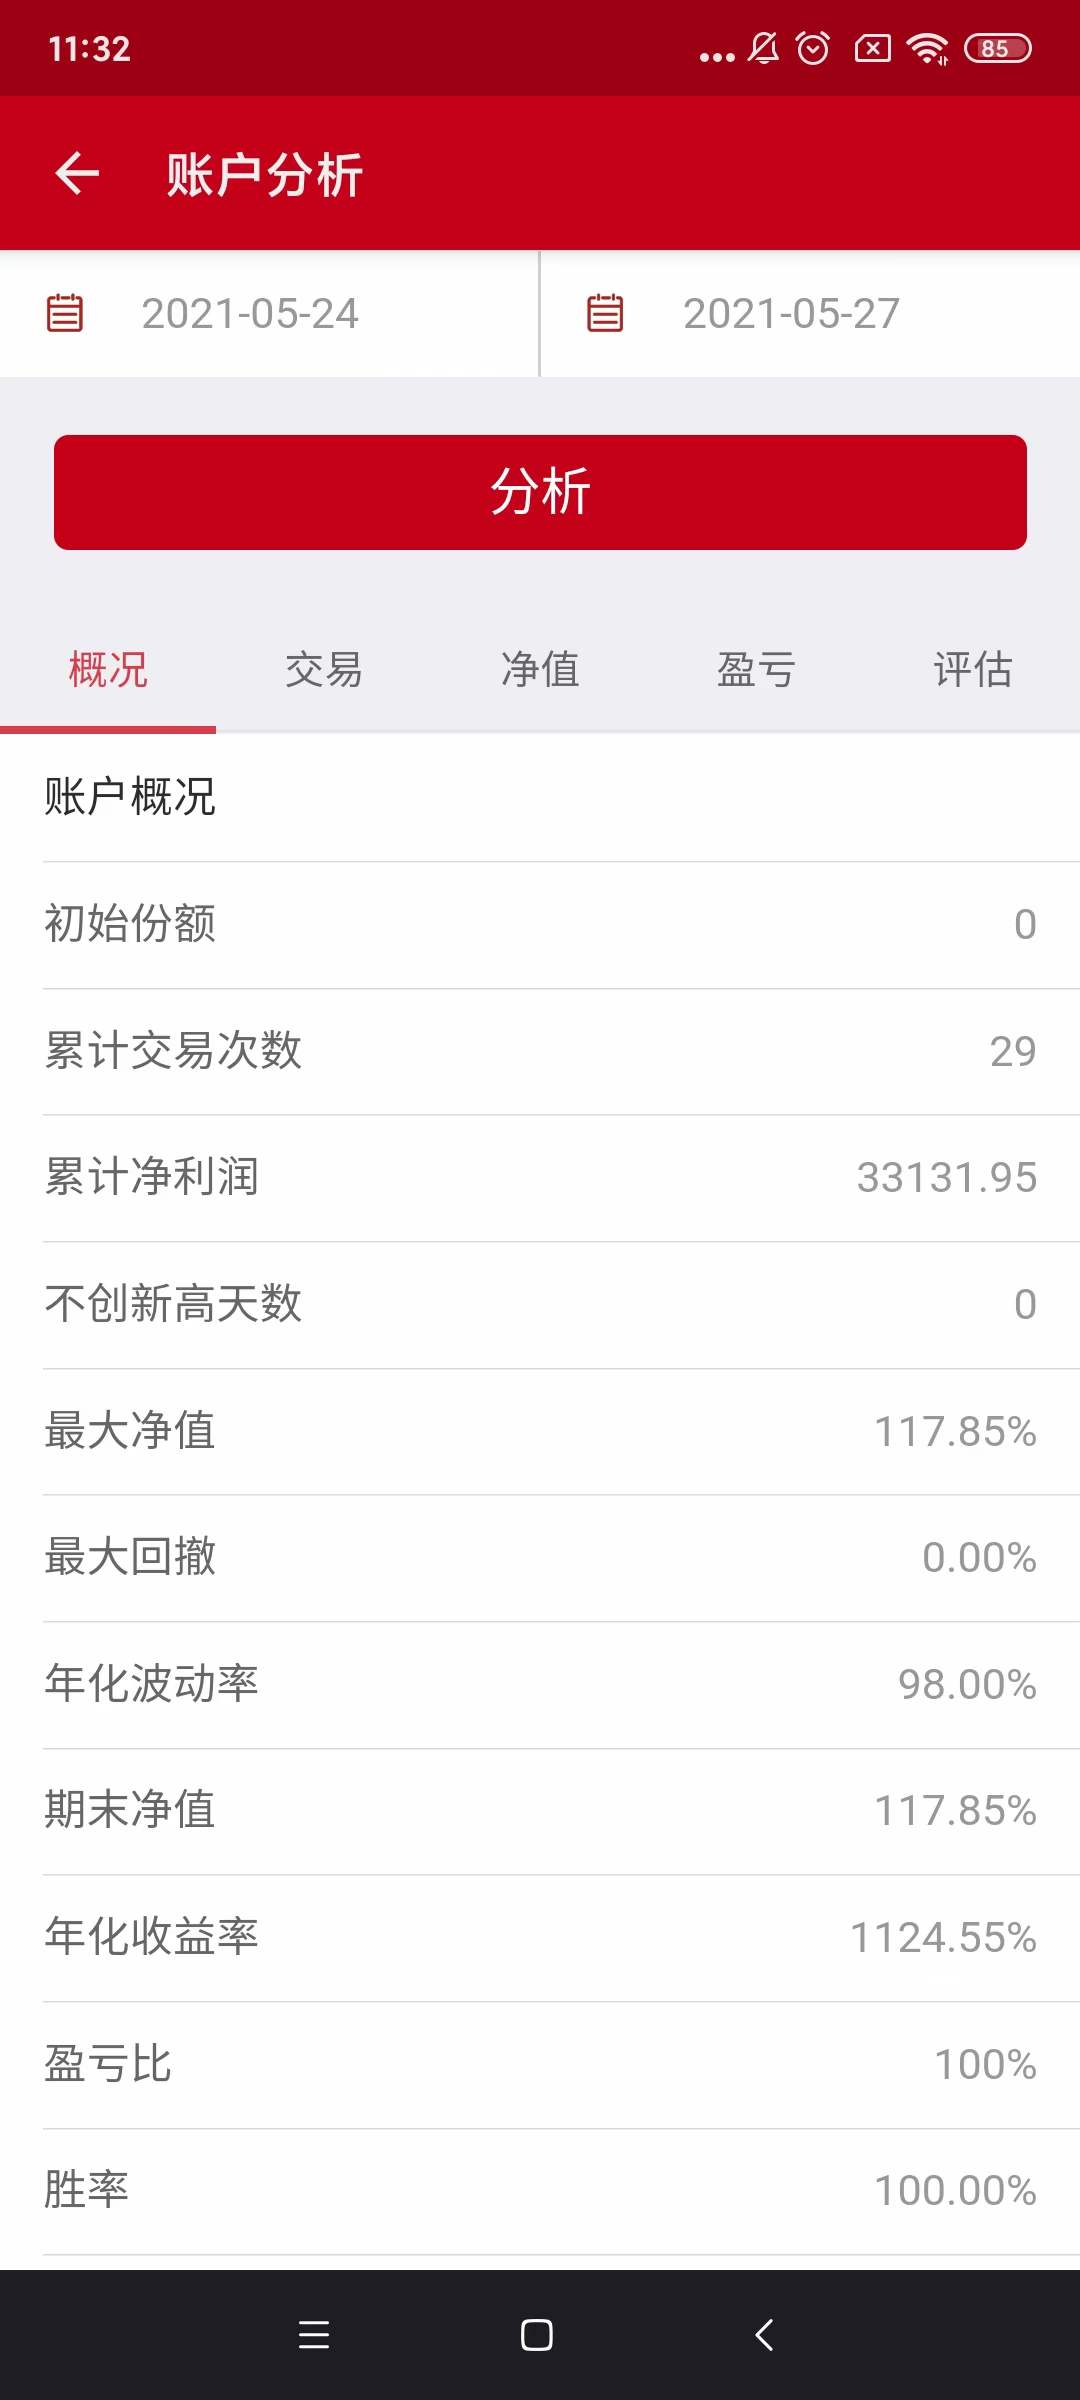 11:32
85
账户分析
2021-05-24
2021-05-27
分析
概况 交易 净值 盈亏 评估
账户概况
初始份额 0
累计交易次数 29
累计净利润 33131.95
不创新高天数 0
最大净值 117.85%
最大回撤 0.00%
年化波动率 98.00%
期末净值 117.85%
年化收益率 1124.55%
盈亏比 100%
胜率 100.00%